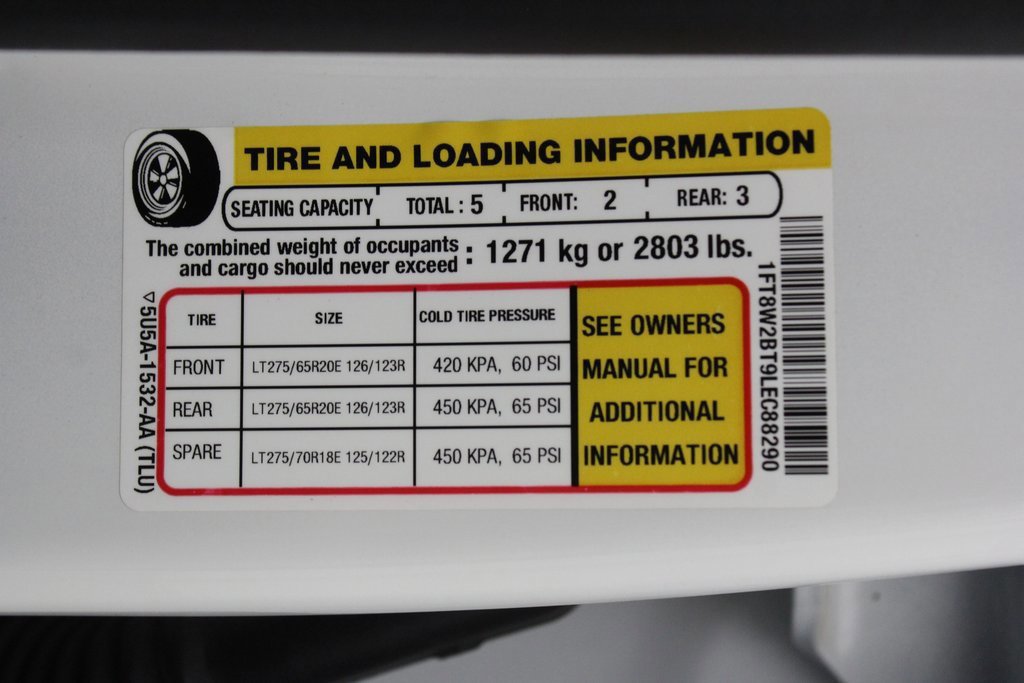 TIRE AND LOADING INFORMATION
SEATING CAPACITY TOTAL : 5 FRONT: 2 REAR: 3
The combined weight of occupants
and cargo should never exceed : 1271 kg or 2803 lbs.
TIRE SIZE COLD TIRE PRESSURE
FRONT LT275/65R20E 126/123R 420 KPA, 60 PSI
REAR LT275/65R20E 126/123R 450 KPA, 65 PSI
SPARE LT275/70R18E 125/122R 450 KPA, 65 PSI
SEE OWNERS
MANUAL FOR
ADDITIONAL
INFORMATION
5U5A-1532-AA (TLU)
1FT8W2BT9LEC88290